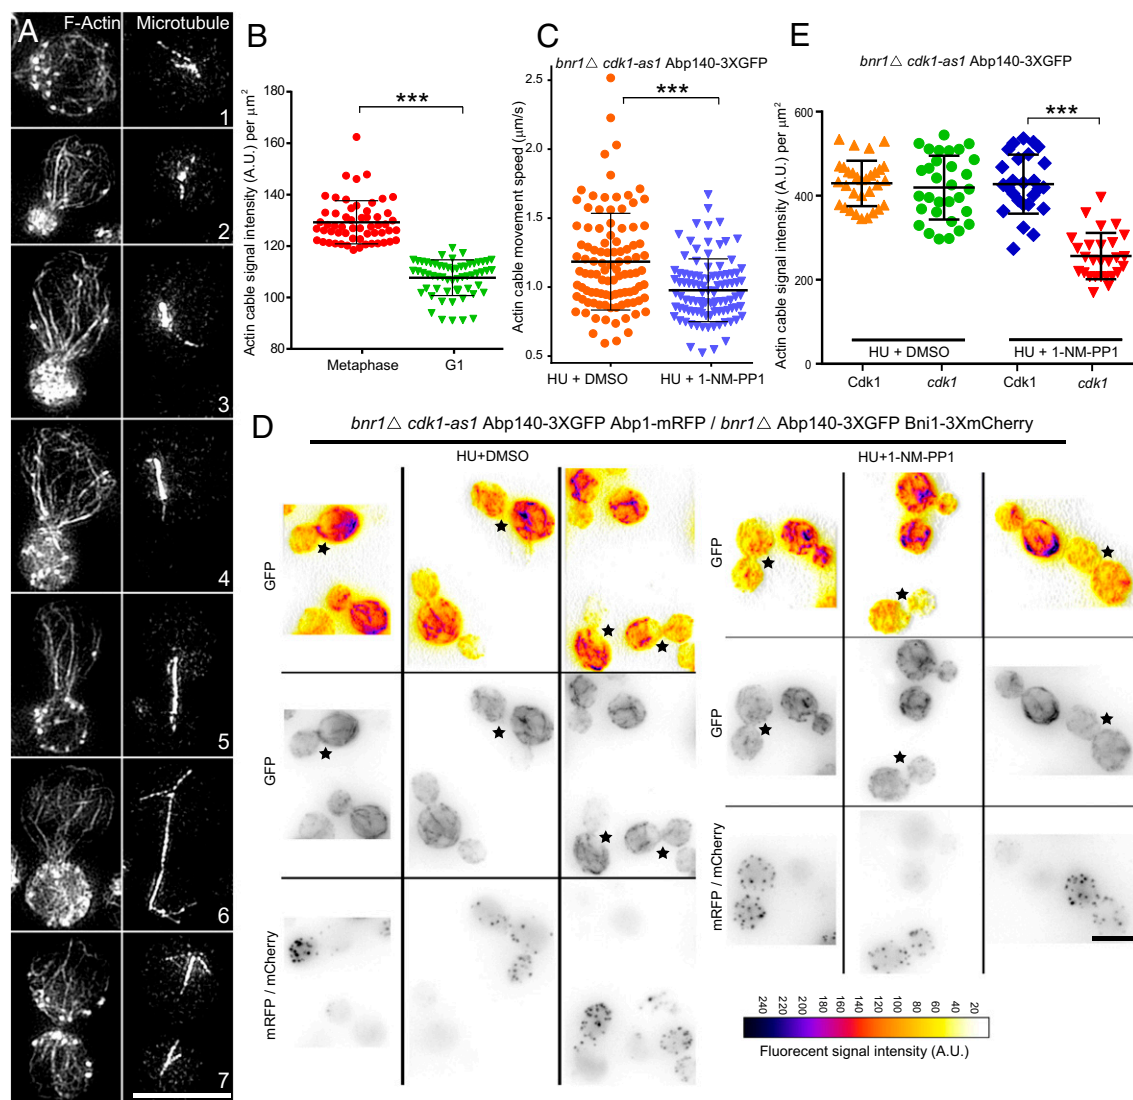 A
F-Actin
Microtubule
1
2
3
4
5
6
7
B
Actin cable signal intensity (A.U.) per μm²
180
160
140
120
100
80
***
Metaphase
G1
C
bnr1△ cdk1-as1 Abp140-3XGFP
Actin cable movement speed (μm/s)
2.5
2.0
1.5
1.0
0.5
***
HU + DMSO
HU + 1-NM-PP1
E
bnr1△ cdk1-as1 Abp140-3XGFP
Actin cable signal intensity (A.U.) per μm²
600
400
200
0
***
HU + DMSO
HU + 1-NM-PP1
Cdk1
cdk1
Cdk1
cdk1
D
bnr1△ cdk1-as1 Abp140-3XGFP Abp1-mRFP / bnr1△ Abp140-3XGFP Bni1-3XmCherry
HU+DMSO
HU+1-NM-PP1
GFP
GFP
mRFP / mCherry
GFP
GFP
mRFP / mCherry
240
220
200
180
160
140
120
100
80
60
40
20
Fluorecent signal intensity (A.U.)